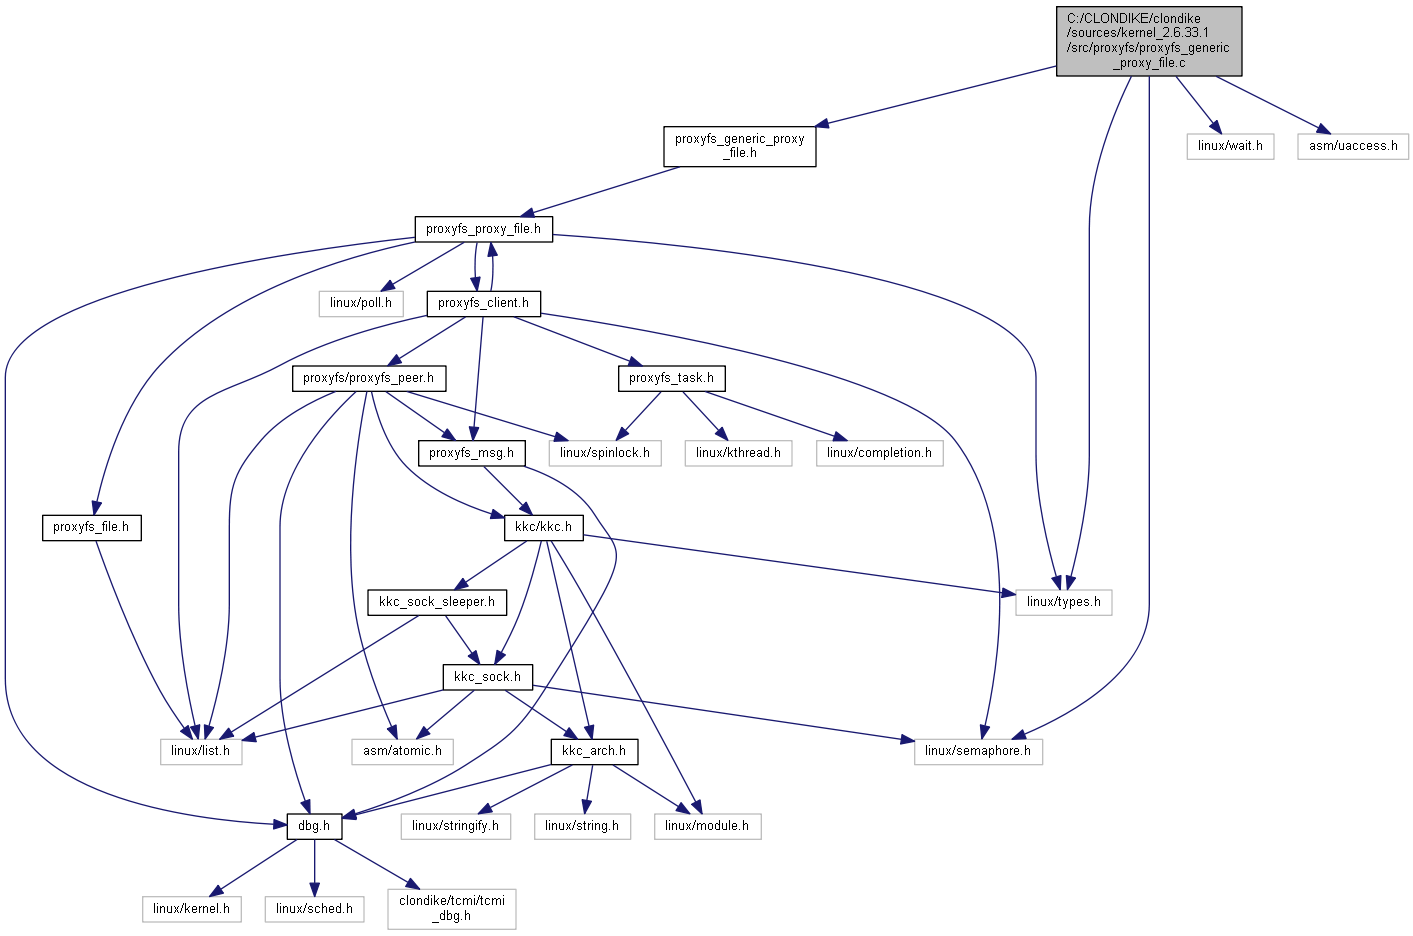 C:/CLONDIKE/clondike
/sources/kernel_2.6.33.1
/src/proxyfs/proxyfs_generic
_proxy_file.c
proxyfs_generic_proxy
_file.h
linux/wait.h
asm/uaccess.h
proxyfs_proxy_file.h
linux/poll.h
proxyfs_client.h
proxyfs/proxyfs_peer.h
proxyfs_task.h
proxyfs_msg.h
linux/spinlock.h
linux/kthread.h
linux/completion.h
proxyfs_file.h
kkc/kkc.h
kkc_sock_sleeper.h
linux/types.h
kkc_sock.h
linux/list.h
asm/atomic.h
kkc_arch.h
linux/semaphore.h
dbg.h
linux/stringify.h
linux/string.h
linux/module.h
linux/kernel.h
linux/sched.h
clondike/tcmi/tcmi
_dbg.h